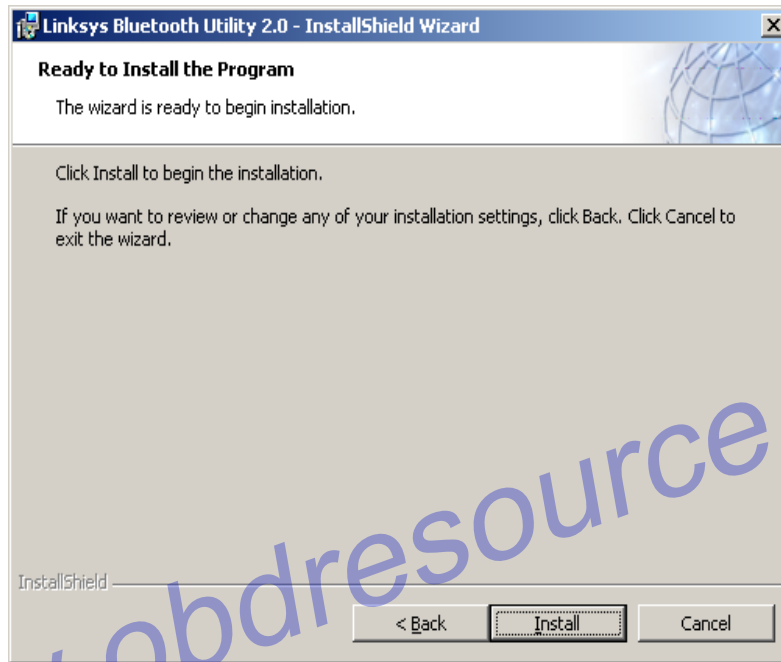 Linksys Bluetooth Utility 2.0 - InstallShield Wizard
Ready to Install the Program
The wizard is ready to begin installation.
Click Install to begin the installation.
If you want to review or change any of your installation settings, click Back. Click Cancel to
exit the wizard.
obdresource
InstallShield
< Back
Install
Cancel